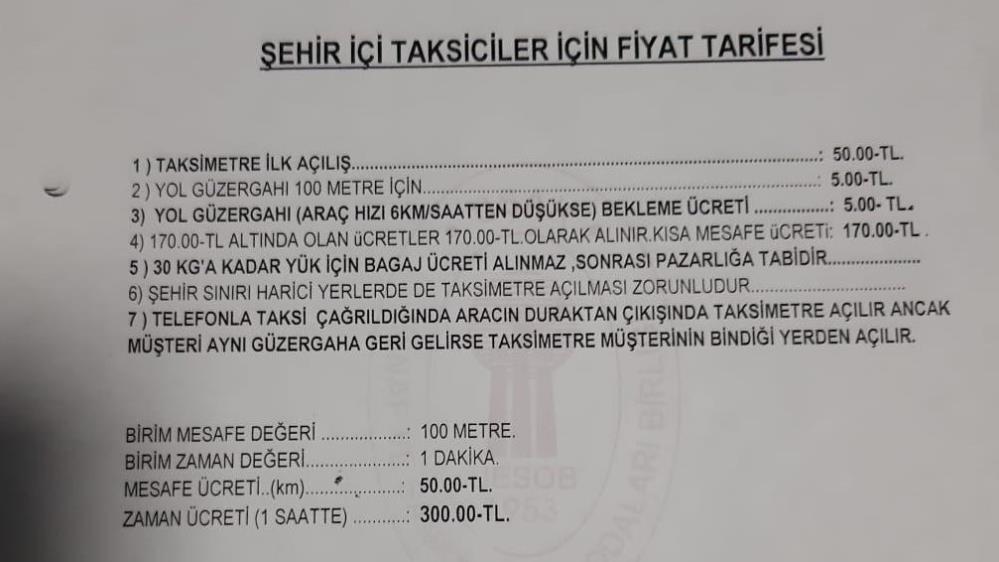 ŞEHİR İÇİ TAKSİCİLER İÇİN FİYAT TARİFESİ
1 ) TAKSİMETRE İLK AÇILIŞ..............................................................................: 50.00-TL.
2 ) YOL GÜZERGAHI 100 METRE İÇİN..................................................................: 5.00-TL.
3) YOL GÜZERGAHI (ARAÇ HIZI 6KM/SAATTEN DÜŞÜKSE) BEKLEME ÜCRETİ ..............: 5.00- TL.
4) 170.00-TL ALTINDA OLAN üCRETLER 170.00-TL.OLARAK ALINIR.KISA MESAFE üCRETİ: 170.00-TL .
5 ) 30 KG'A KADAR YÜK İÇİN BAGAJ ÜCRETİ ALINMAZ ,SONRASI PAZARLIĞA TABİDİR..................
6) ŞEHİR SINIRI HARİCİ YERLERDE DE TAKSİMETRE AÇILMASI ZORUNLUDUR..............................
7 ) TELEFONLA TAKSİ ÇAĞRILDIĞINDA ARACIN DURAKTAN ÇIKIŞINDA TAKSİMETRE AÇILIR ANCAK
MÜŞTERİ AYNI GÜZERGAHA GERİ GELİRSE TAKSİMETRE MÜŞTERİNİN BİNDİĞİ YERDEN AÇILIR.
BİRİM MESAFE DEĞERİ .................: 100 METRE.
BİRİM ZAMAN DEĞERİ....................: 1 DAKİKA.
MESAFE ÜCRETİ..(km)...................: 50.00-TL.
ZAMAN ÜCRETİ (1 SAATTE) ...........: 300.00-TL.
ESOB
1953
ODALARI BİRLİ